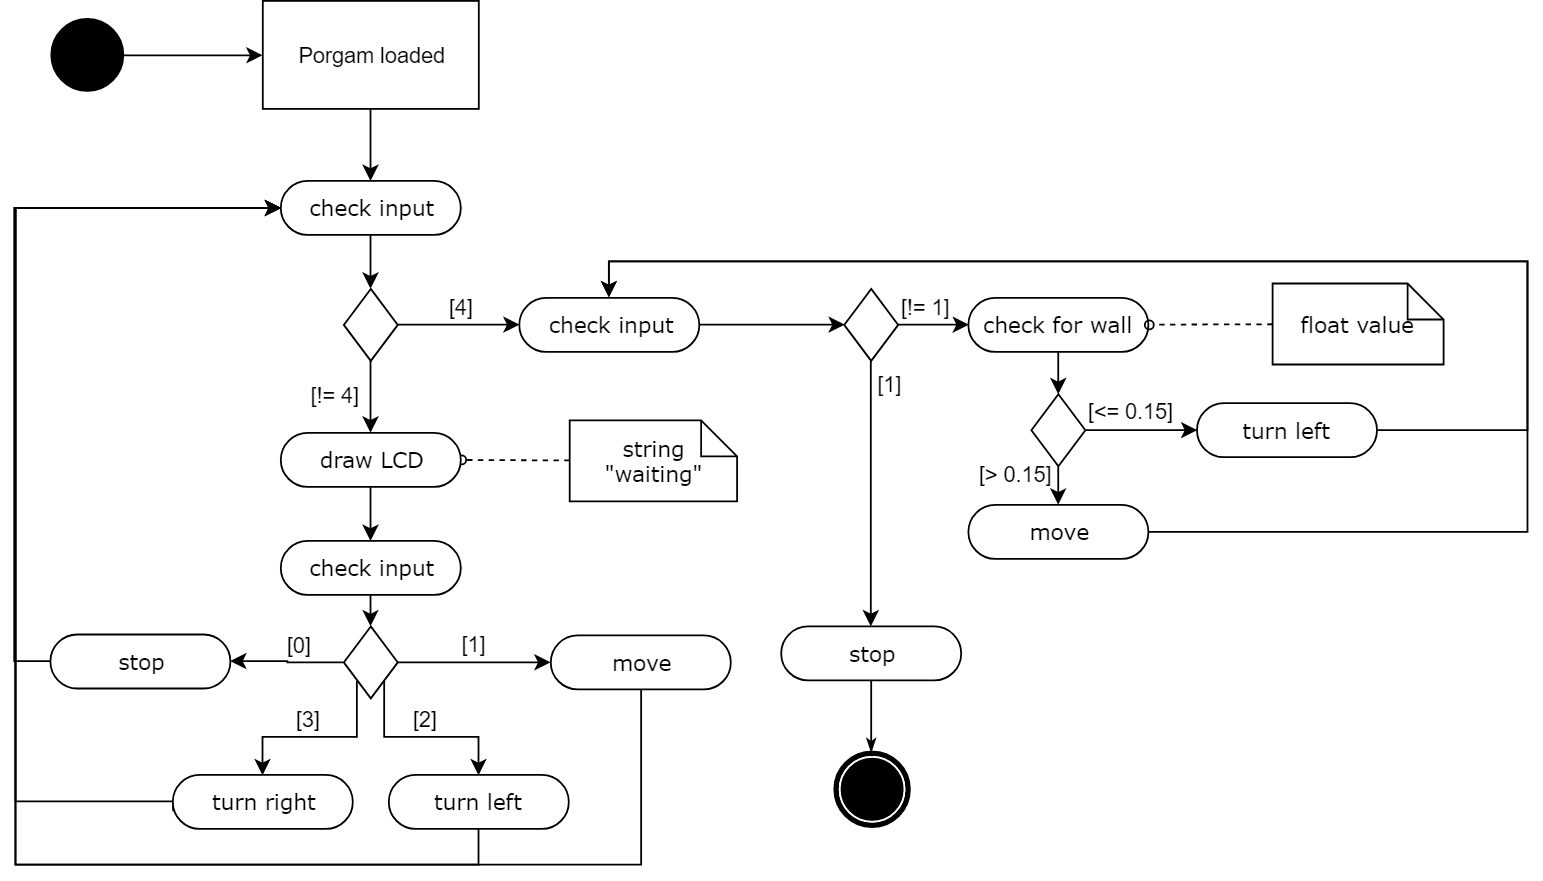 Porgam loaded
check input
[4]
check input
[!= 1]
check for wall
float value
[!= 4]
[1]
[<= 0.15]
turn left
draw LCD
string
"waiting"
[> 0.15]
move
check input
[0]
[1]
stop
move
stop
[3]
[2]
turn right
turn left